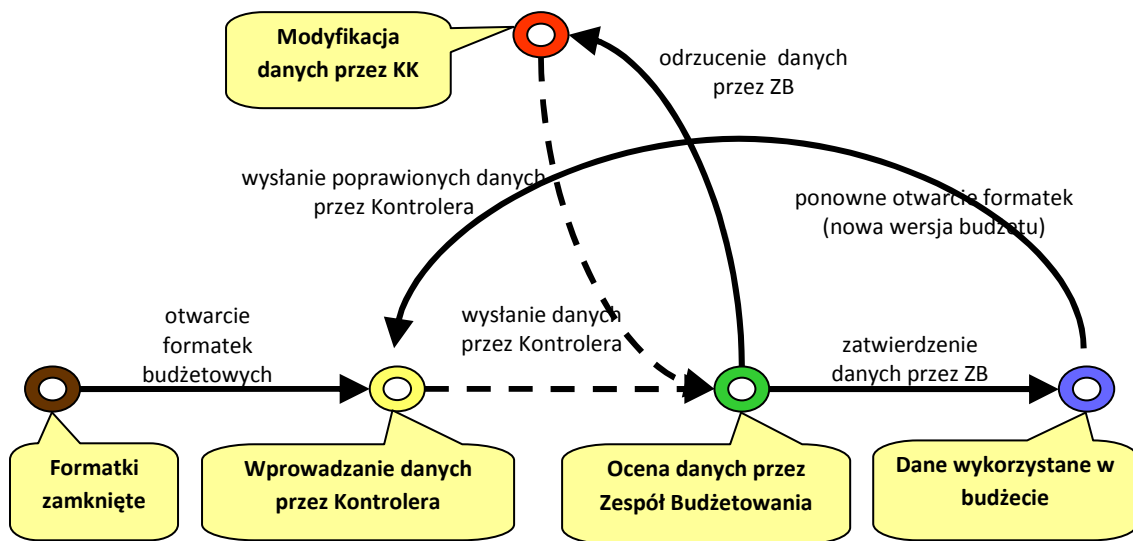 Modyfikacja
danych przez KK
odrzucenie danych
przez ZB
wysłanie poprawionych danych
przez Kontrolera
ponowne otwarcie formatek
(nowa wersja budżetu)
otwarcie
formatek
budżetowych
wysłanie danych
przez Kontrolera
zatwierdzenie
danych przez ZB
Formatki
zamknięte
Wprowadzanie danych
przez Kontrolera
Ocena danych przez
Zespół Budżetowania
Dane wykorzystane w
budżecie